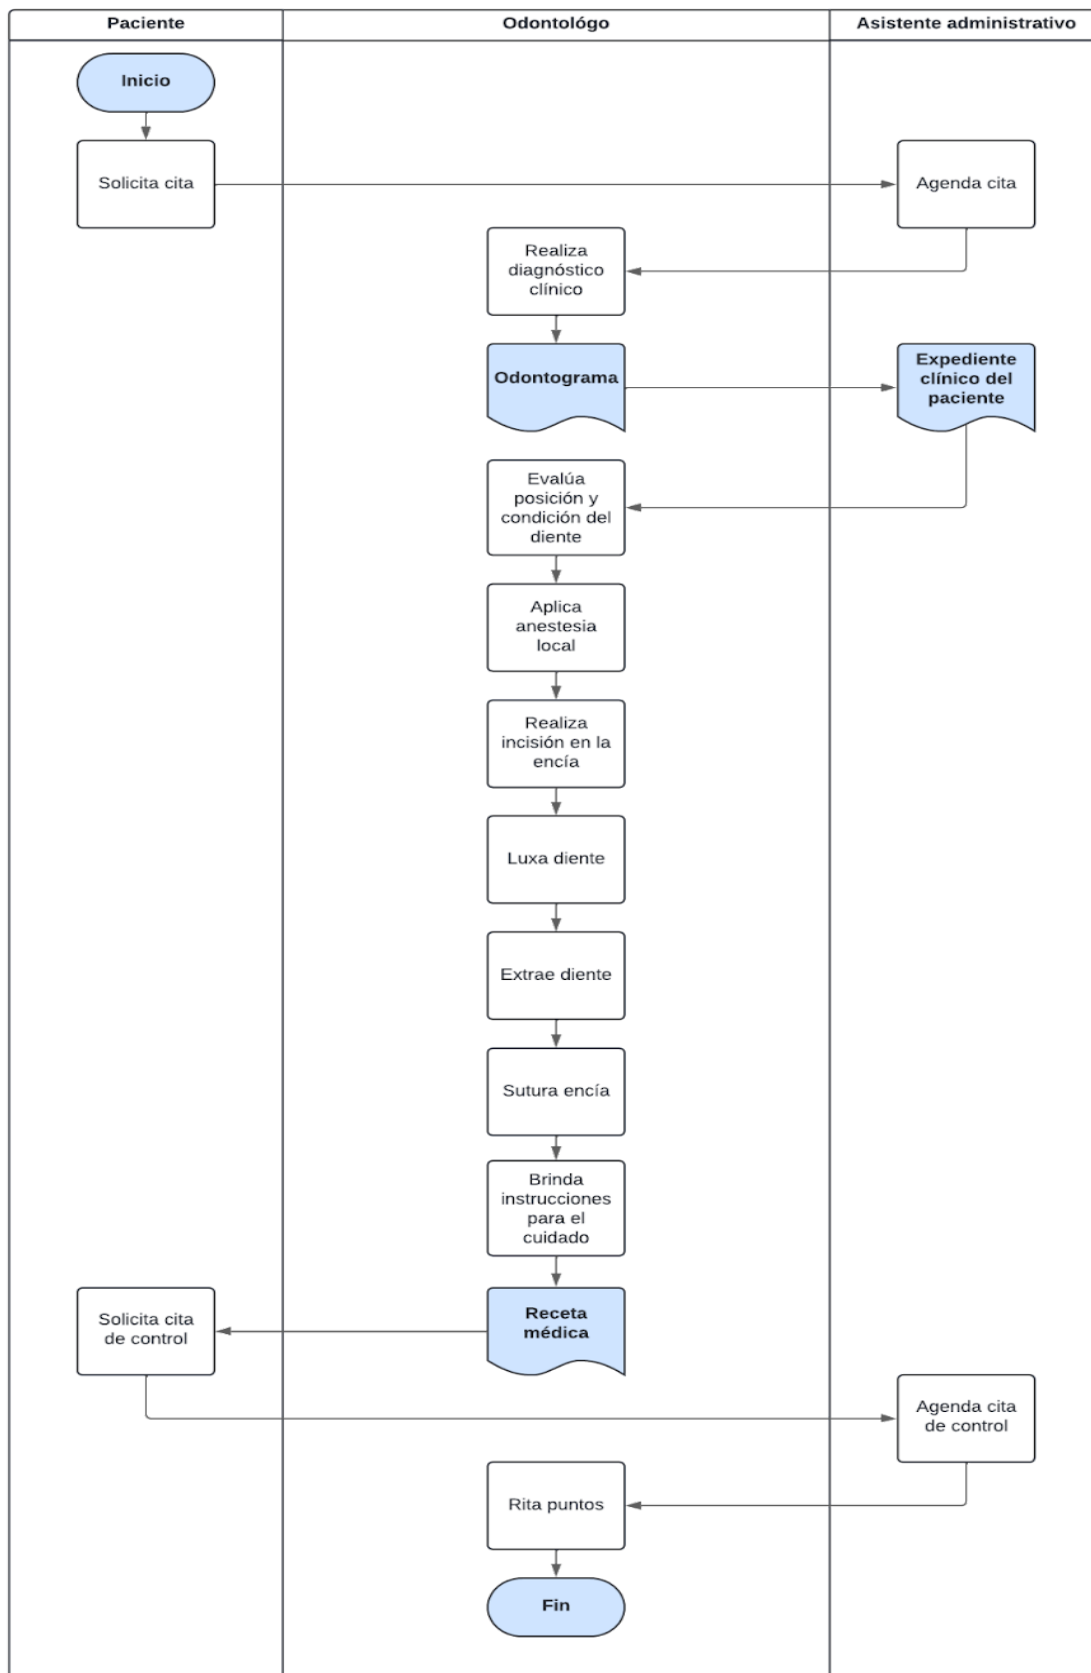 Paciente
Odontológo
Asistente administrativo
Inicio
Solicita cita
Agenda cita
Realiza
diagnóstico
clínico
Odontograma
Expediente
clínico del
paciente
Evalúa
posición y
condición del
diente
Aplica
anestesia
local
Realiza
incisión en la
encía
Luxa diente
Extrae diente
Sutura encía
Brinda
instrucciones
para el
cuidado
Receta
médica
Solicita cita
de control
Agenda cita
de control
Rita puntos
Fin